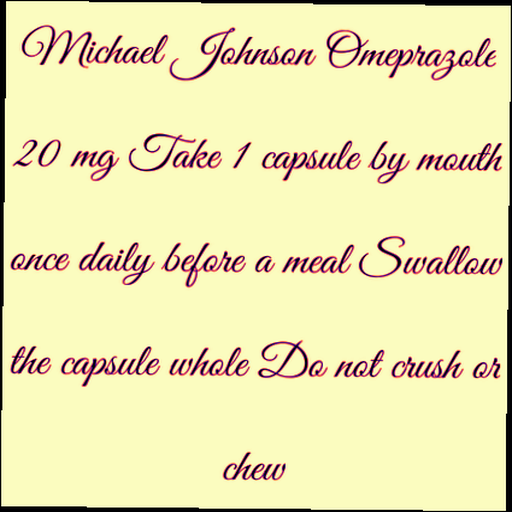 Michael Johnson Omeprazole
20 mg Take 1 capsule by mouth
once daily before a meal Swallow
the capsule whole Do not crush or
chew